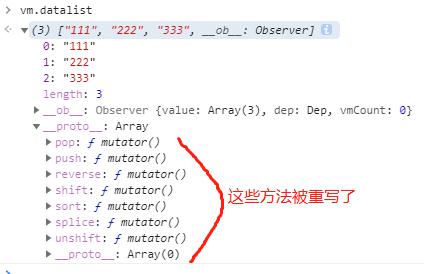 > vm.datalist
(3) ["111", "222", "333", __ob__: Observer]
0: "111"
1: "222"
2: "333"
length: 3
__ob__: Observer {value: Array(3), dep: Dep, vmCount: 0}
__proto__: Array
pop: ƒ mutator()
push: ƒ mutator()
reverse: ƒ mutator()
shift: ƒ mutator()
sort: ƒ mutator()
splice: ƒ mutator()
unshift: ƒ mutator()
__proto__: Array(0)
这些方法被重写了